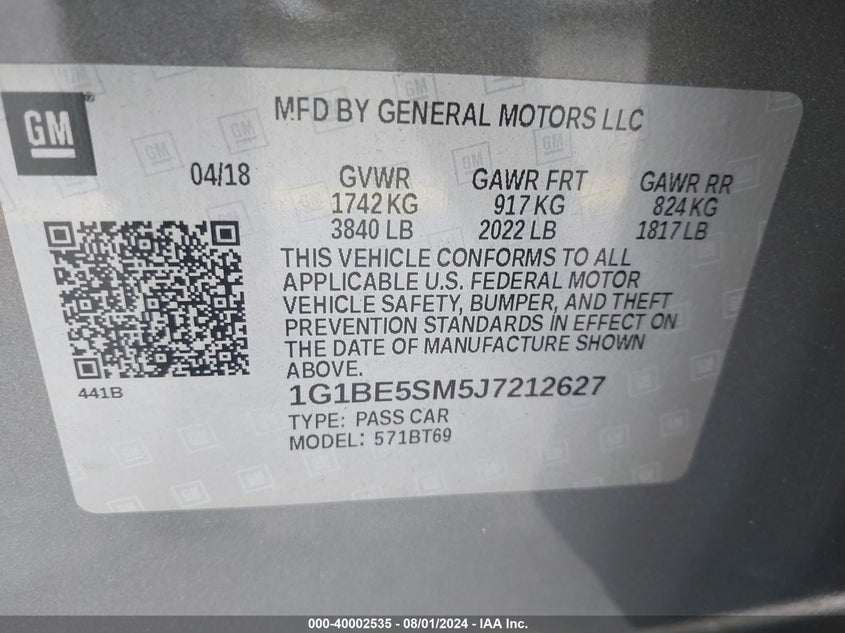 GM
MFD BY GENERAL MOTORS LLC
04/18
GVWR GAWR FRT GAWR RR
1742 KG 917 KG 824 KG
3840 LB 2022 LB 1817 LB
THIS VEHICLE CONFORMS TO ALL
APPLICABLE U.S. FEDERAL MOTOR
VEHICLE SAFETY, BUMPER, AND THEFT
PREVENTION STANDARDS IN EFFECT ON
THE DATE OF MANUFACTURE SHOWN
ABOVE.
441B
1G1BE5SM5J7212627
TYPE: PASS CAR
MODEL: 571BT69
000-40002535 - 08/01/2024 - IAA Inc.